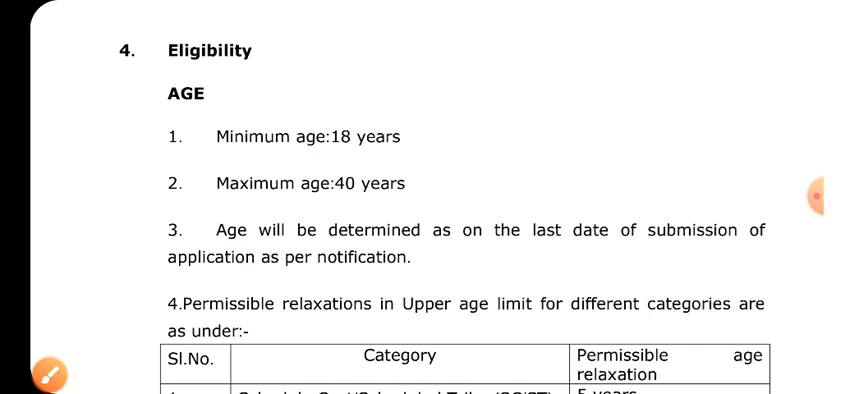 4. Eligibility
AGE
1. Minimum age:18 years
2. Maximum age:40 years
3. Age will be determined as on the last date of submission of
application as per notification.
4.Permissible relaxations in Upper age limit for different categories are
as under:-
Sl.No. Category Permissible age
relaxation
5 years